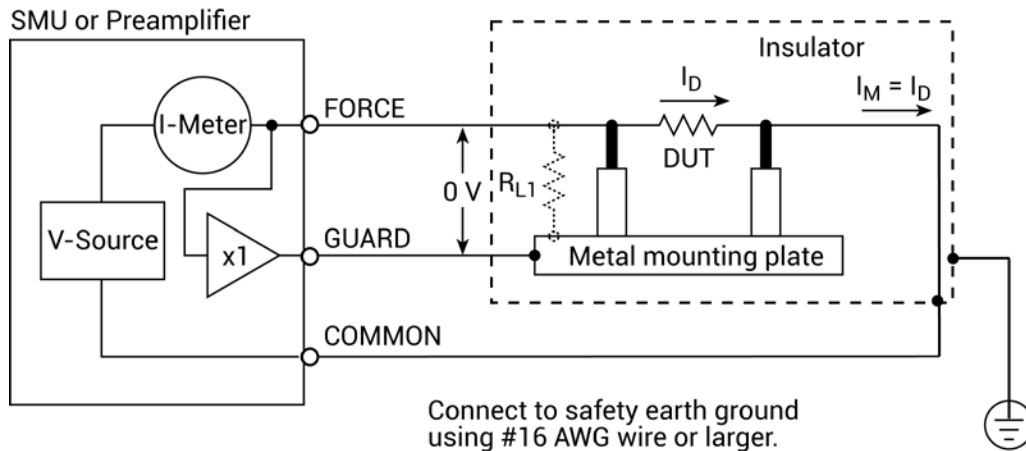 SMU or Preamplifier
Insulator
I-Meter
FORCE
I_D
I_M = I_D
DUT
0 V
R_L1
V-Source
x1
GUARD
Metal mounting plate
COMMON
Connect to safety earth ground
using #16 AWG wire or larger.